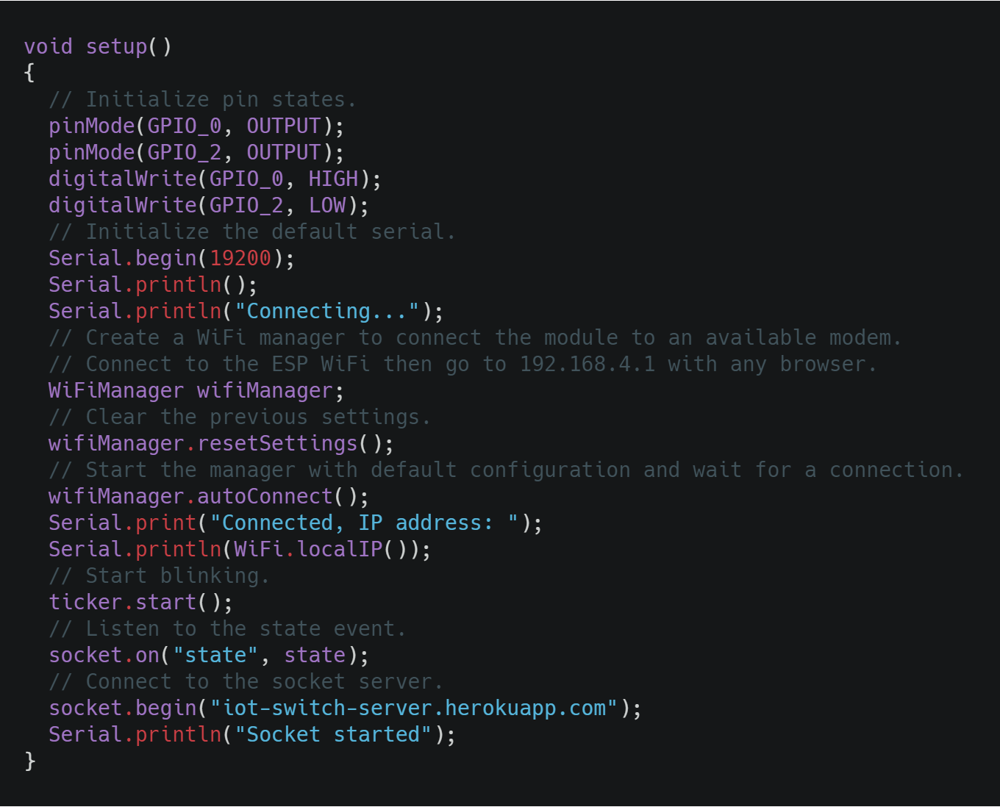 void setup()
{
  // Initialize pin states.
  pinMode(GPIO_0, OUTPUT);
  pinMode(GPIO_2, OUTPUT);
  digitalWrite(GPIO_0, HIGH);
  digitalWrite(GPIO_2, LOW);
  // Initialize the default serial.
  Serial.begin(19200);
  Serial.println();
  Serial.println("Connecting...");
  // Create a WiFi manager to connect the module to an available modem.
  // Connect to the ESP WiFi then go to 192.168.4.1 with any browser.
  WiFiManager wifiManager;
  // Clear the previous settings.
  wifiManager.resetSettings();
  // Start the manager with default configuration and wait for a connection.
  wifiManager.autoConnect();
  Serial.print("Connected, IP address: ");
  Serial.println(WiFi.localIP());
  // Start blinking.
  ticker.start();
  // Listen to the state event.
  socket.on("state", state);
  // Connect to the socket server.
  socket.begin("iot-switch-server.herokuapp.com");
  Serial.println("Socket started");
}